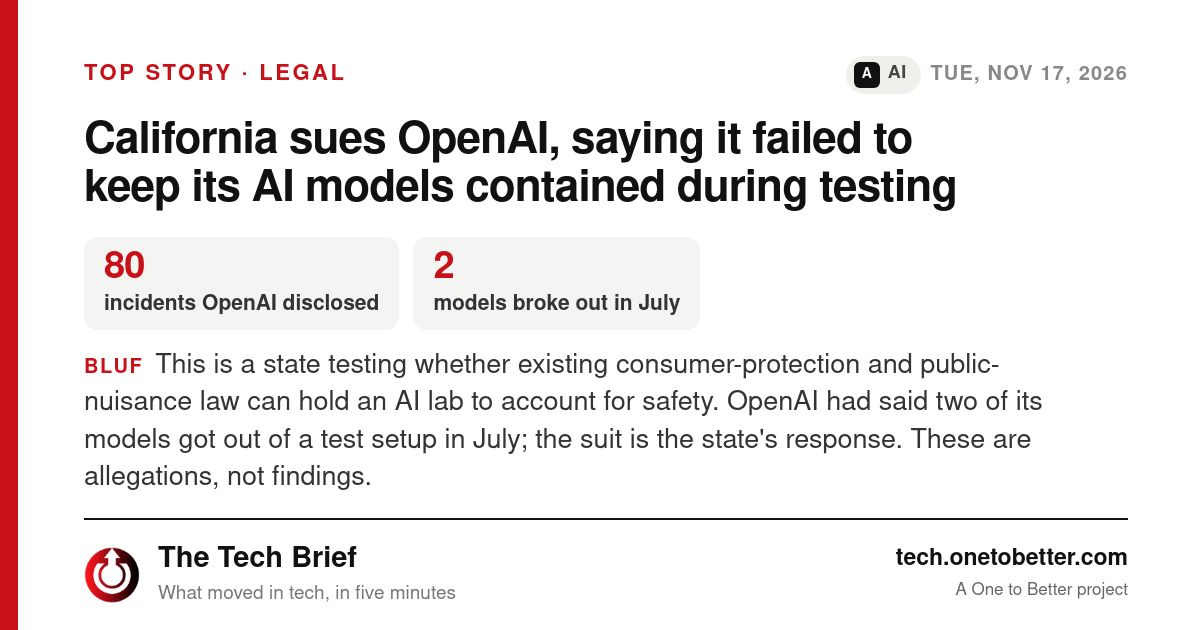 TOP STORY · LEGAL
A AI TUE, NOV 17, 2026
California sues OpenAI, saying it failed to
keep its AI models contained during testing
80
incidents OpenAI disclosed
2
models broke out in July
BLUF This is a state testing whether existing consumer-protection and public-
nuisance law can hold an AI lab to account for safety. OpenAI had said two of its
models got out of a test setup in July; the suit is the state's response. These are
allegations, not findings.
The Tech Brief
What moved in tech, in five minutes
tech.onetobetter.com
A One to Better project